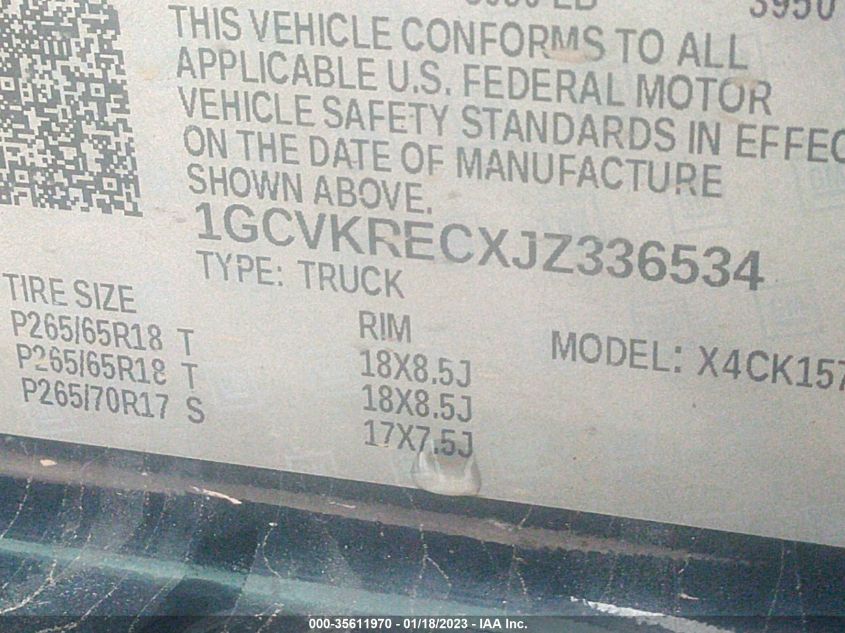 3950
THIS VEHICLE CONFORMS TO ALL
APPLICABLE U.S. FEDERAL MOTOR
VEHICLE SAFETY STANDARDS IN EFFEC
ON THE DATE OF MANUFACTURE
SHOWN ABOVE.
1GCVKRECXJZ336534
TYPE: TRUCK
TIRE SIZE RIM MODEL: X4CK157
P265/65R18 T 18X8.5J
P265/65R18 T 18X8.5J
P265/70R17 S 17X7.5J
000-35611970 - 01/18/2023 - IAA Inc.